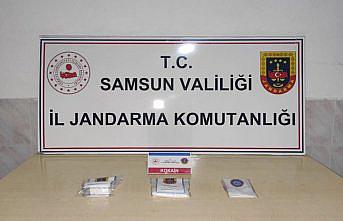 T.C.
SAMSUN VALİLİĞİ
İL JANDARMA KOMUTANLIĞI
KOKAİN